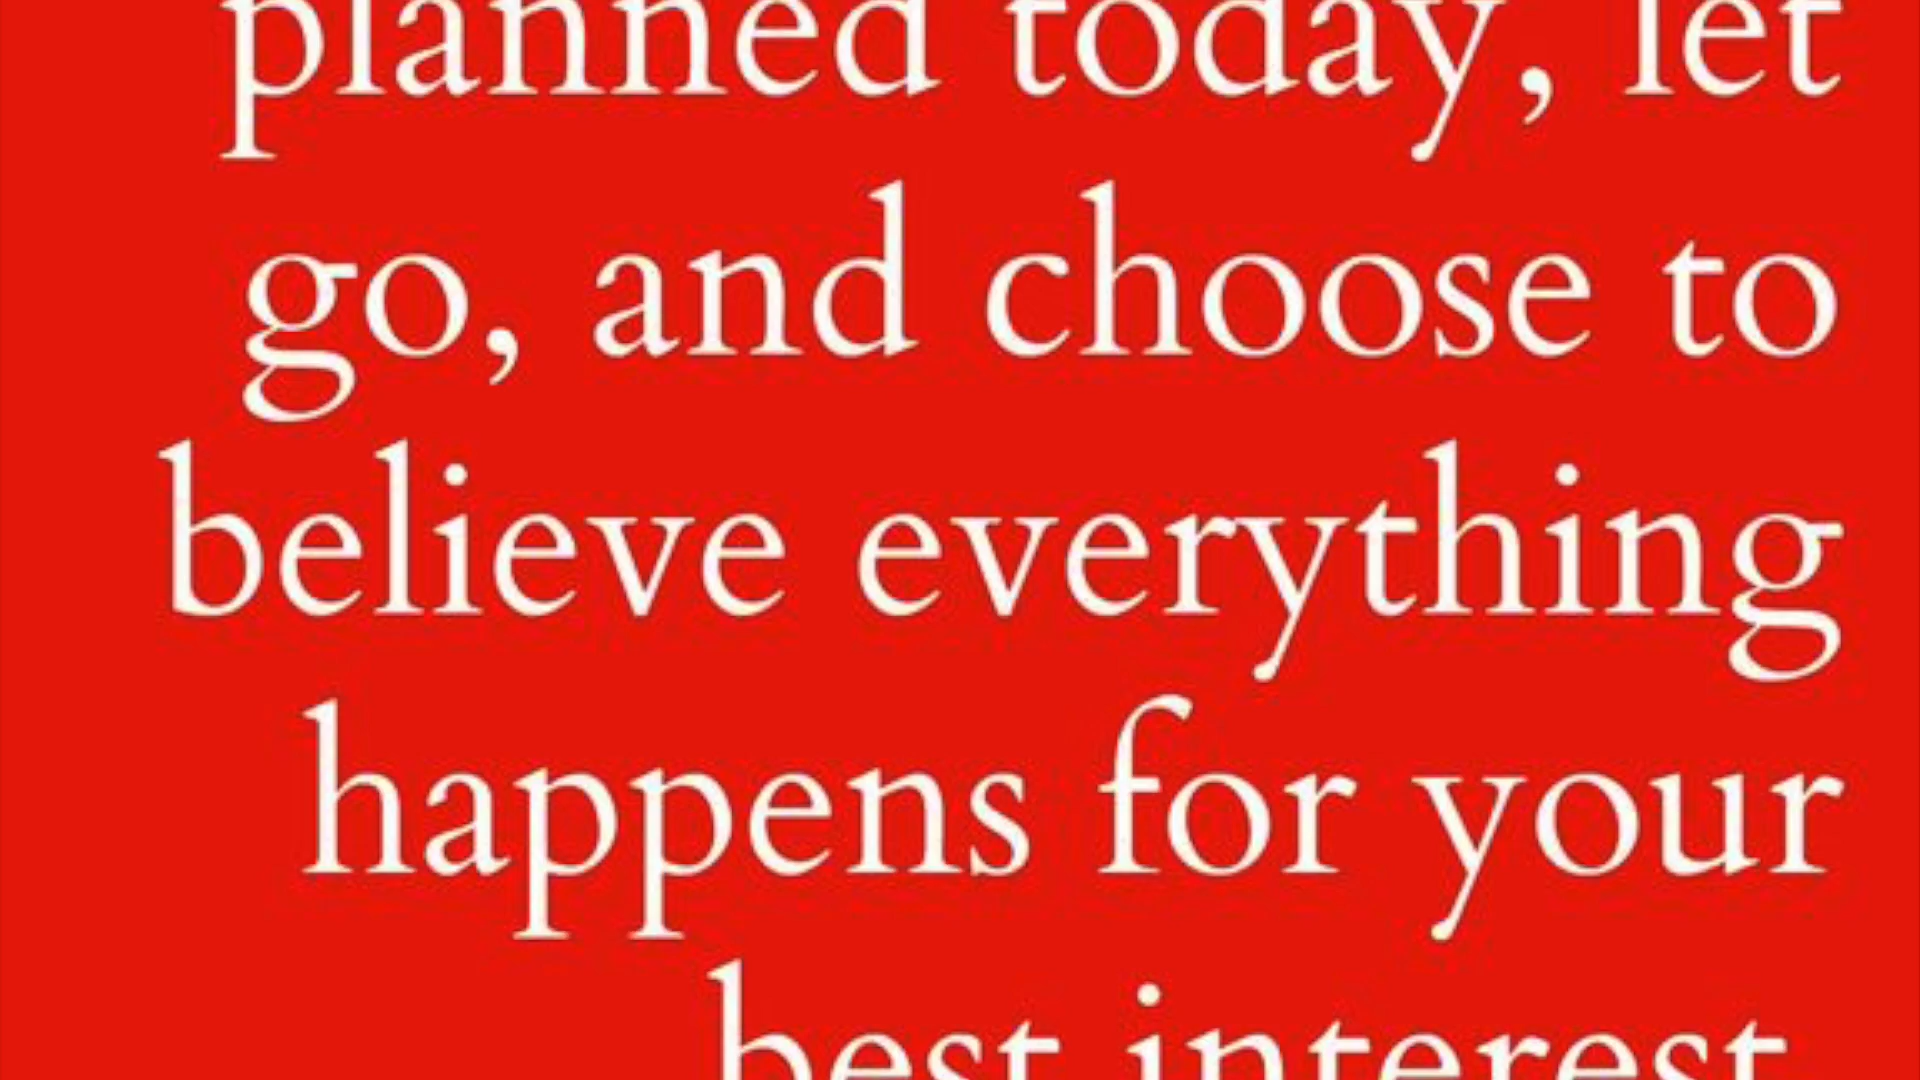 planned today, let
go, and choose to
believe everything
happens for your
best interest